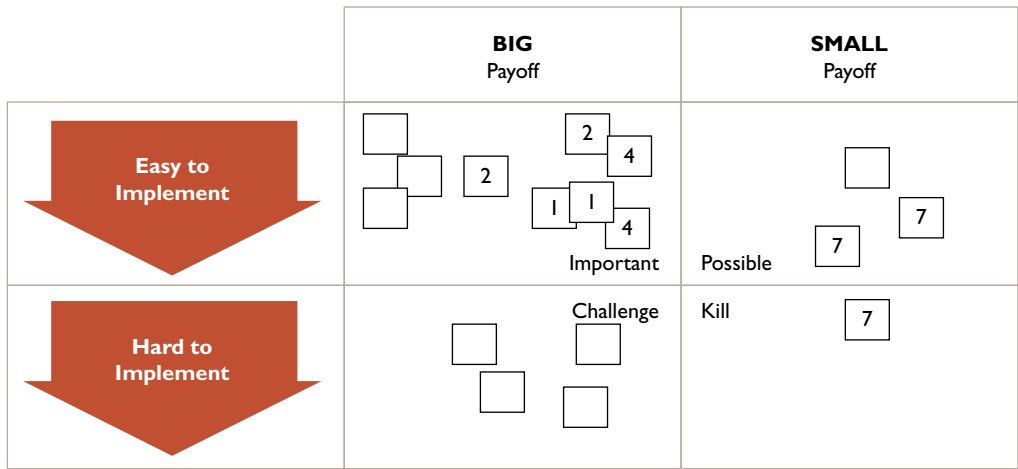 BIG
Payoff
SMALL
Payoff
Easy to
Implement
2
2
4
1
1
4
Important
7
7
Possible
Hard to
Implement
Challenge
Kill
7